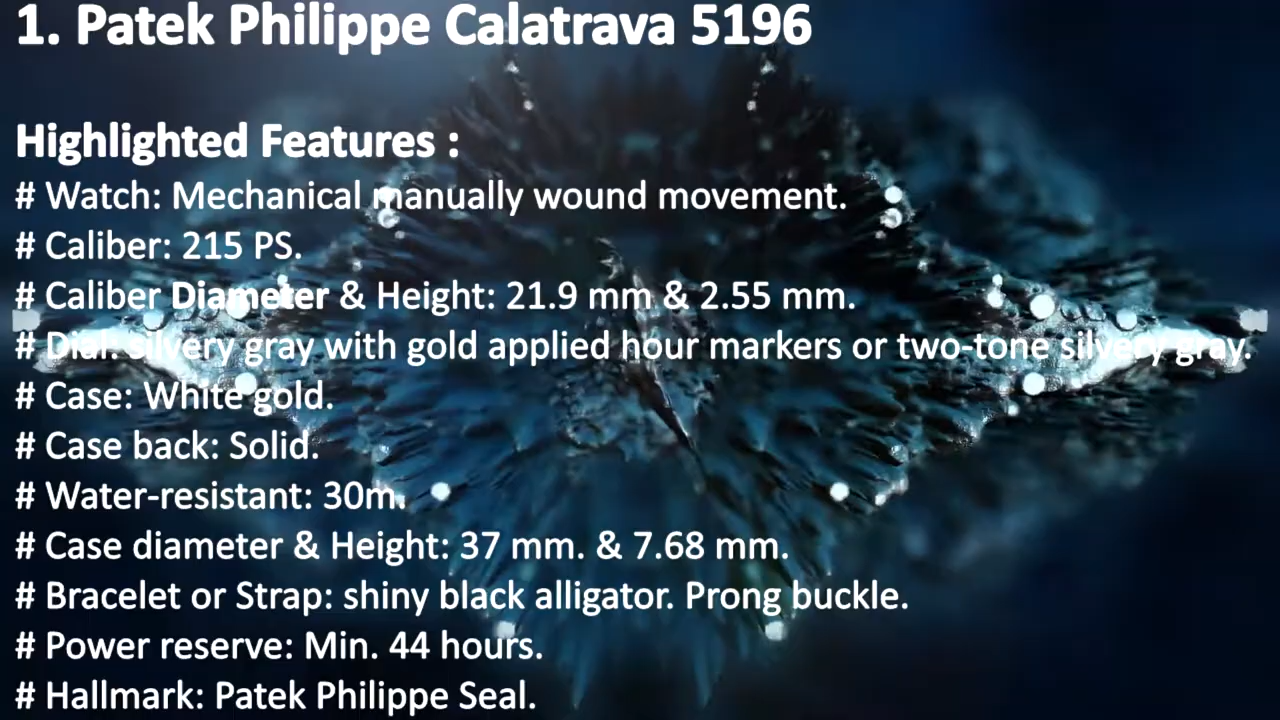 1. Patek Philippe Calatrava 5196
Highlighted Features :
# Watch: Mechanical manually wound movement.
# Caliber: 215 PS.
# Caliber Diameter & Height: 21.9 mm & 2.55 mm.
# Dial: silvery gray with gold applied hour markers or two-tone silvery gray.
# Case: White gold.
# Case back: Solid.
# Water-resistant: 30m.
# Case diameter & Height: 37 mm. & 7.68 mm.
# Bracelet or Strap: shiny black alligator. Prong buckle.
# Power reserve: Min. 44 hours.
# Hallmark: Patek Philippe Seal.